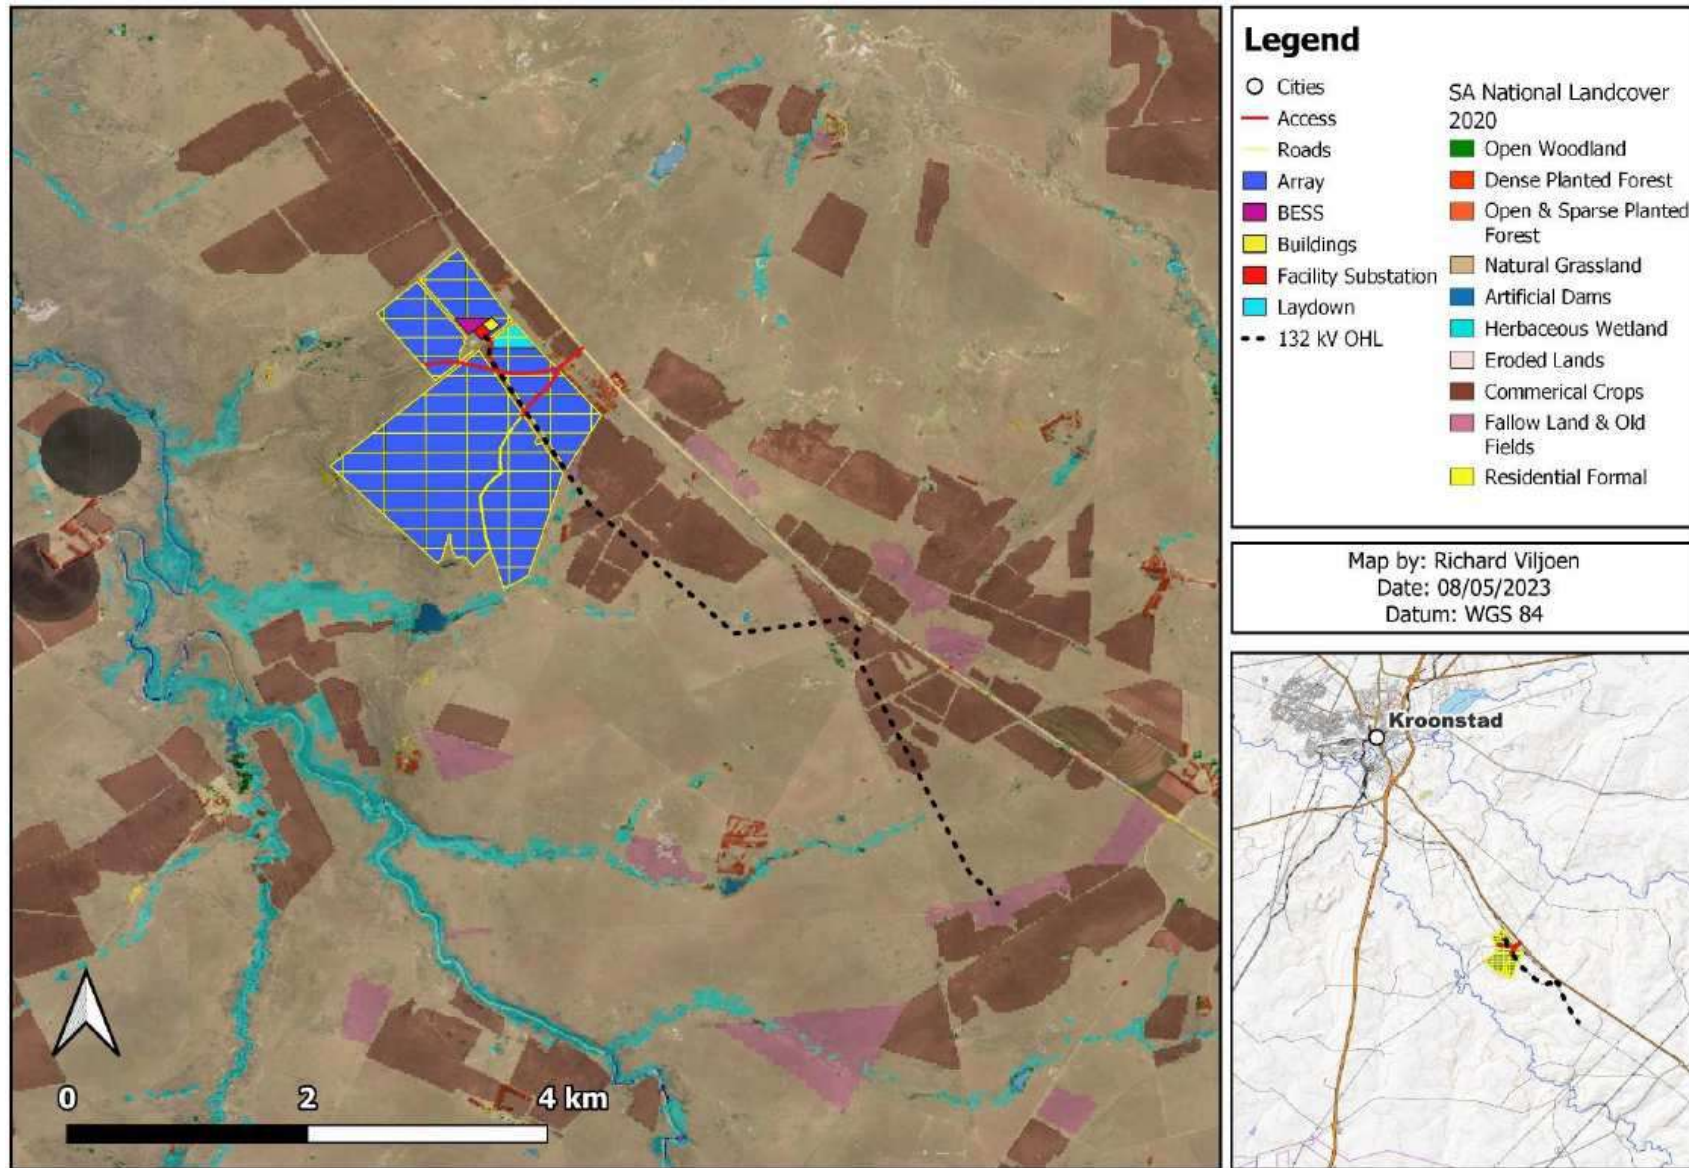 Legend
Cities
Access
Roads
Array
BESS
Buildings
Facility Substation
Laydown
132 kV OHL
SA National Landcover
2020
Open Woodland
Dense Planted Forest
Open & Sparse Planted
Forest
Natural Grassland
Artificial Dams
Herbaceous Wetland
Eroded Lands
Commerical Crops
Fallow Land & Old
Fields
Residential Formal
Map by: Richard Viljoen
Date: 08/05/2023
Datum: WGS 84
Kroonstad
0 2 4 km